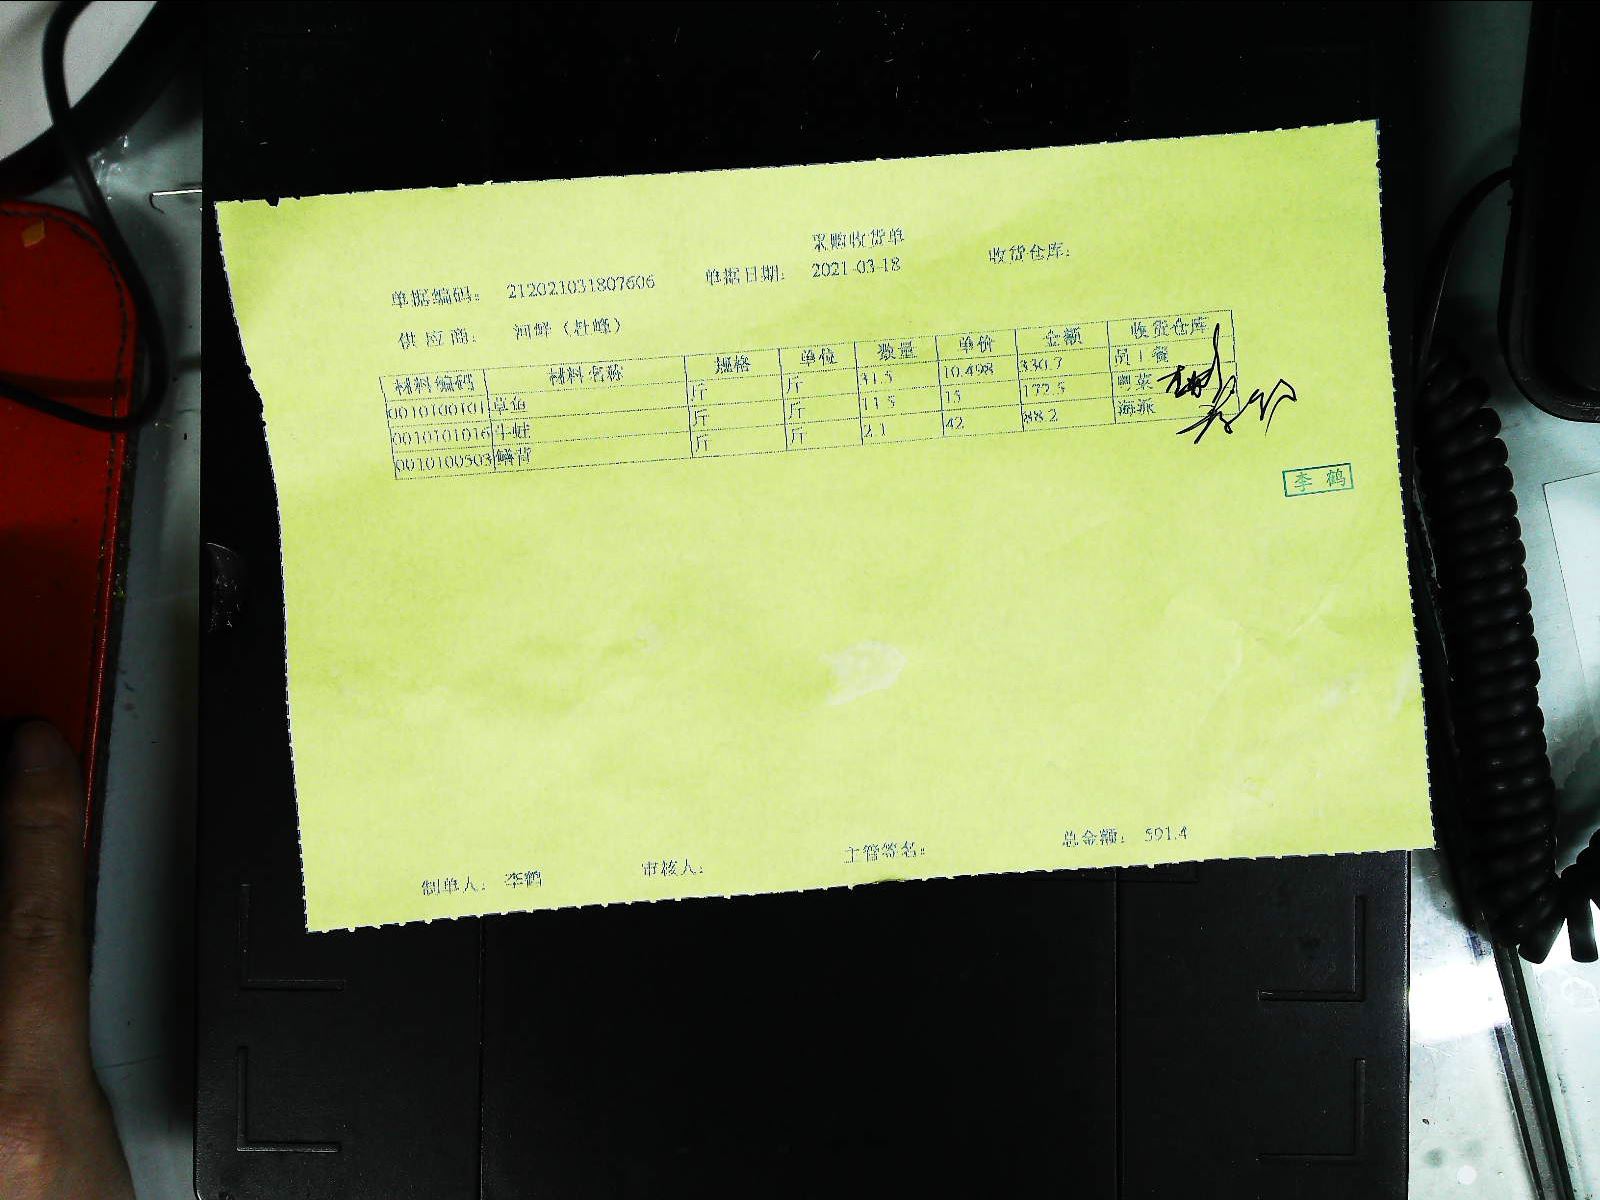 采购收货单
单据编码： 212021031807606 单据日期： 2021-03-18 收货仓库：
供应商： 河鲜（杜峰）
材料编码 材料名称 规格 单位 数量 单价 金额 收货仓库
0010100101 草鱼 斤 斤 31.5 10.498 330.7 员工餐
0010101016 牛蛙 斤 斤 11.5 15 172.5 粤菜
0010100503 鳝背 斤 斤 2.1 42 88.2 海派
李鹤
制单人： 李鹤 审核人： 主管签名： 总金额： 591.4